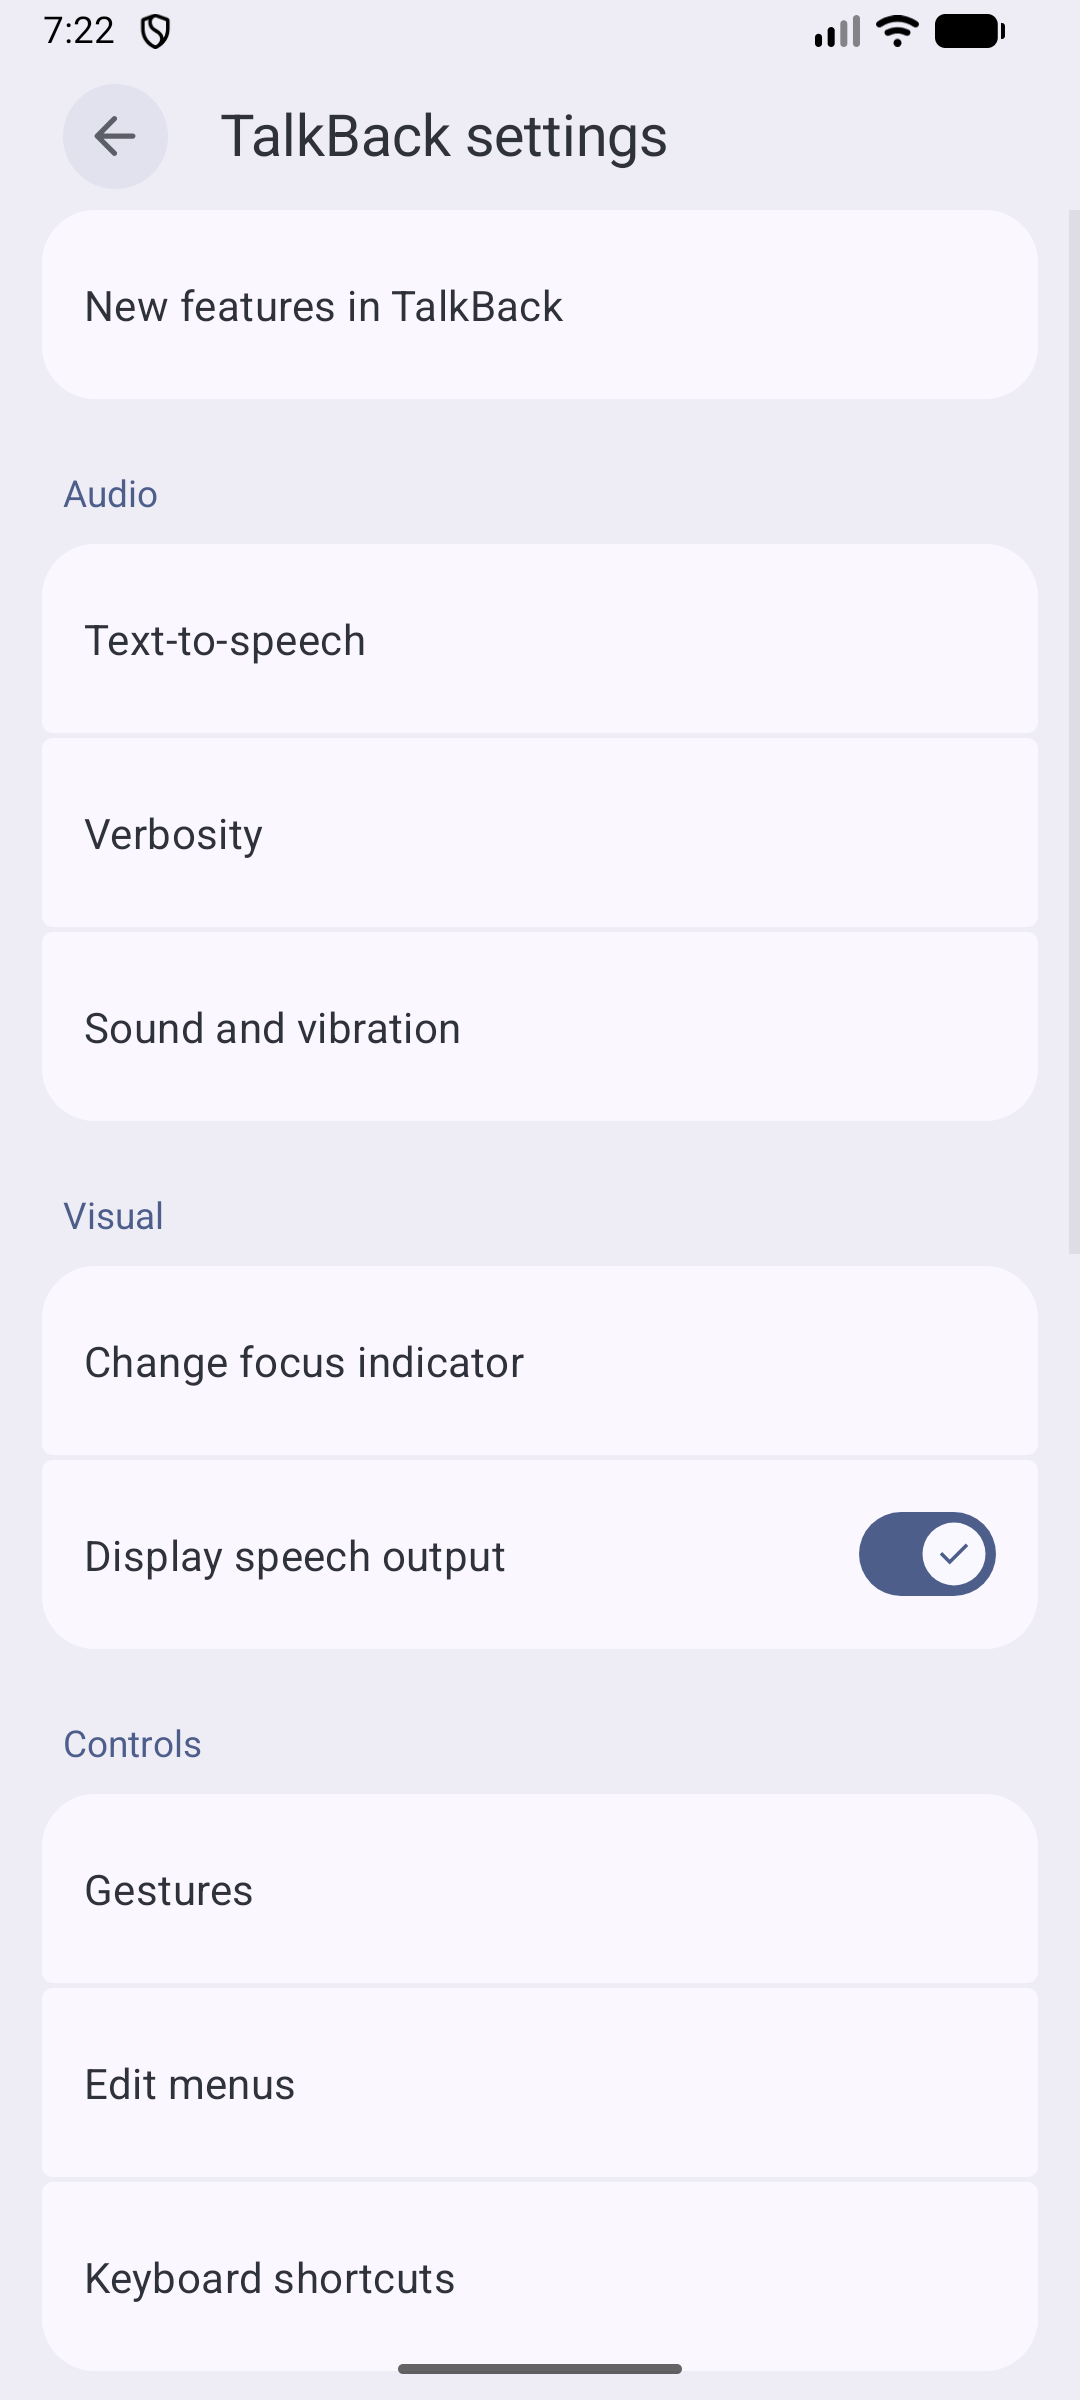 7:22
TalkBack settings
New features in TalkBack
Audio
Text-to-speech
Verbosity
Sound and vibration
Visual
Change focus indicator
Display speech output
Controls
Gestures
Edit menus
Keyboard shortcuts